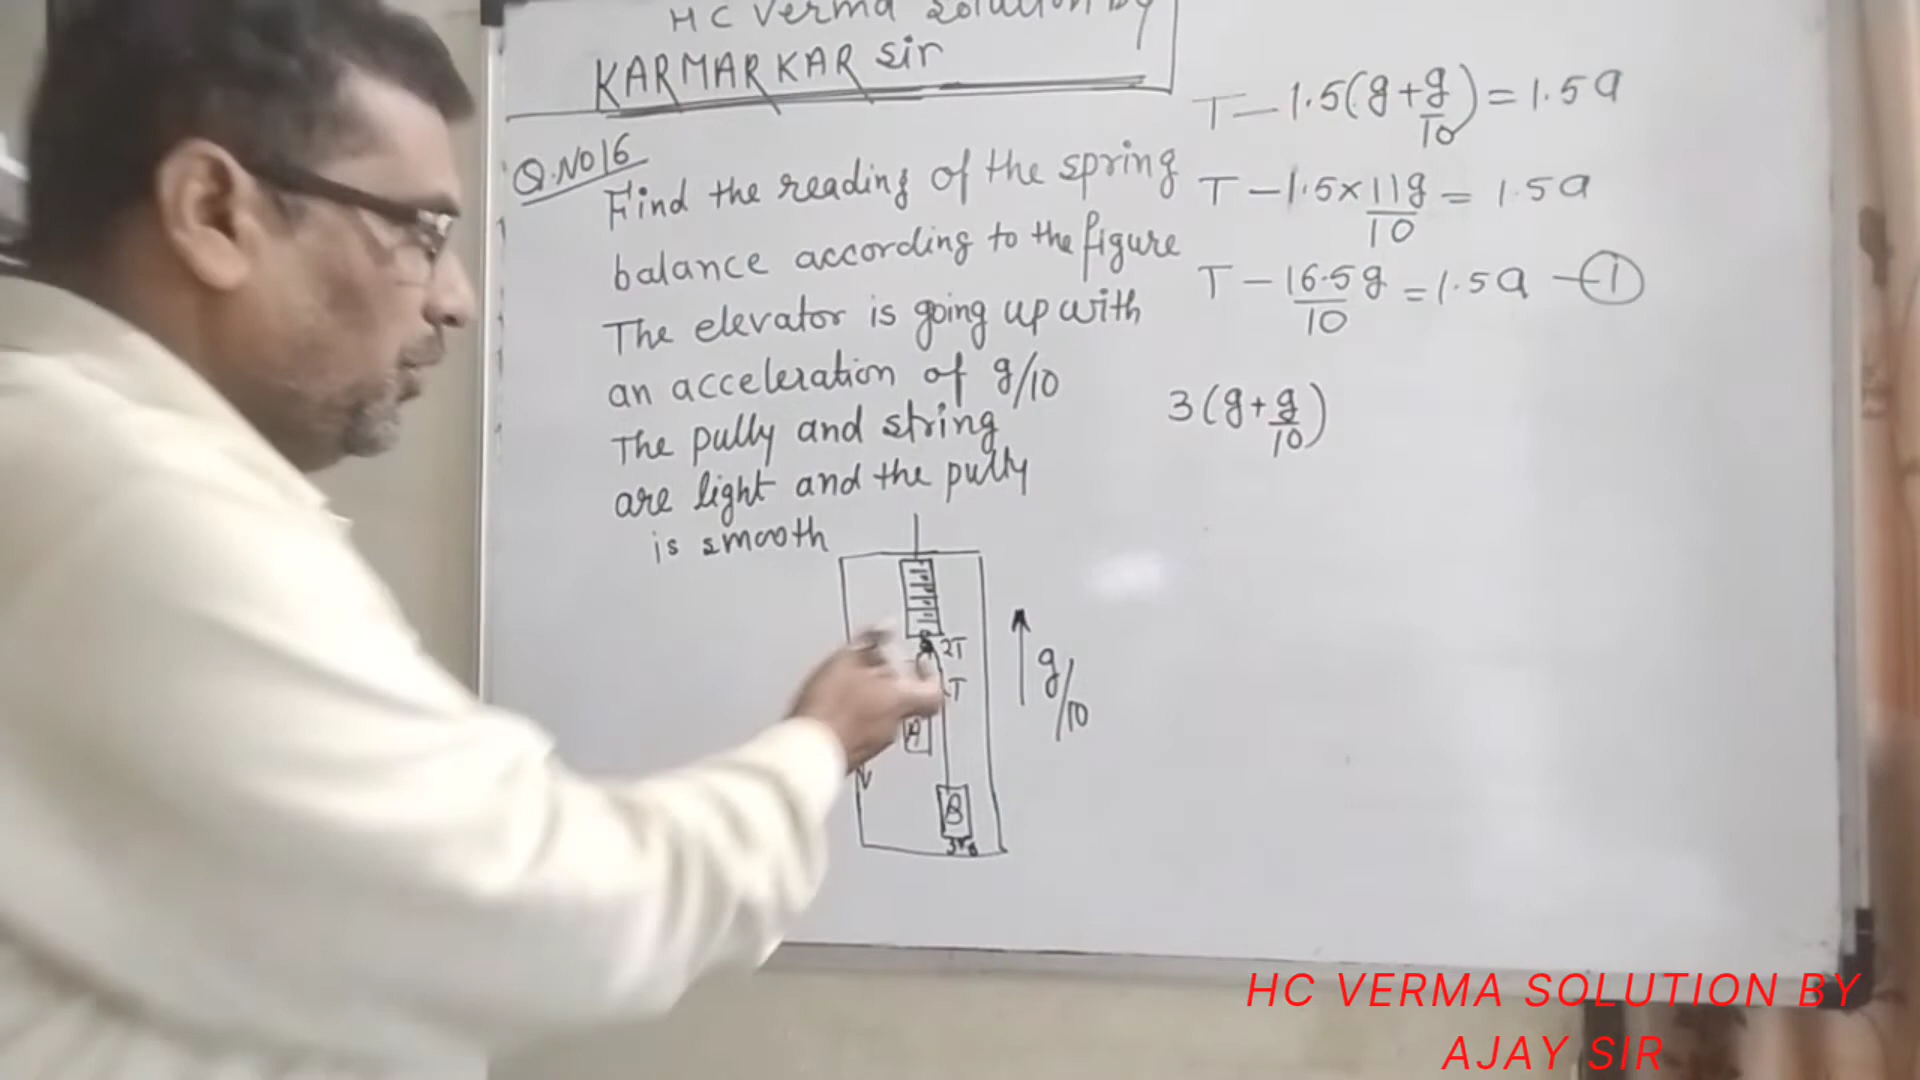 HC Verma Solution By
KARMARKAR sir
Q.NO16
Find the reading of the spring
balance according to the figure
The elevator is going up with
an acceleration of g/10
The pully and string
are light and the pully
is smooth
2T
T
A
B
g/10
T-1.5(g+g/10)=1.5a
T-1.5×11g/10=1.5a
T-16.5g/10=1.5a-①
3(g+g/10)
HC VERMA SOLUTION BY
AJAY SIR